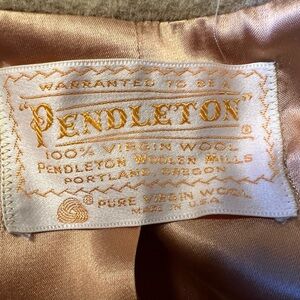 WARRANTED TO BE A
"PENDLETON"®
100% VIRGIN WOOL
PENDLETON WOOLEN MILLS
PORTLAND, OREGON
® PURE VIRGIN WOOL
MADE IN U.S.A.